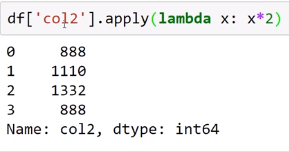 df['col2'].apply(lambda x: x*2)
0     888
1    1110
2    1332
3     888
Name: col2, dtype: int64